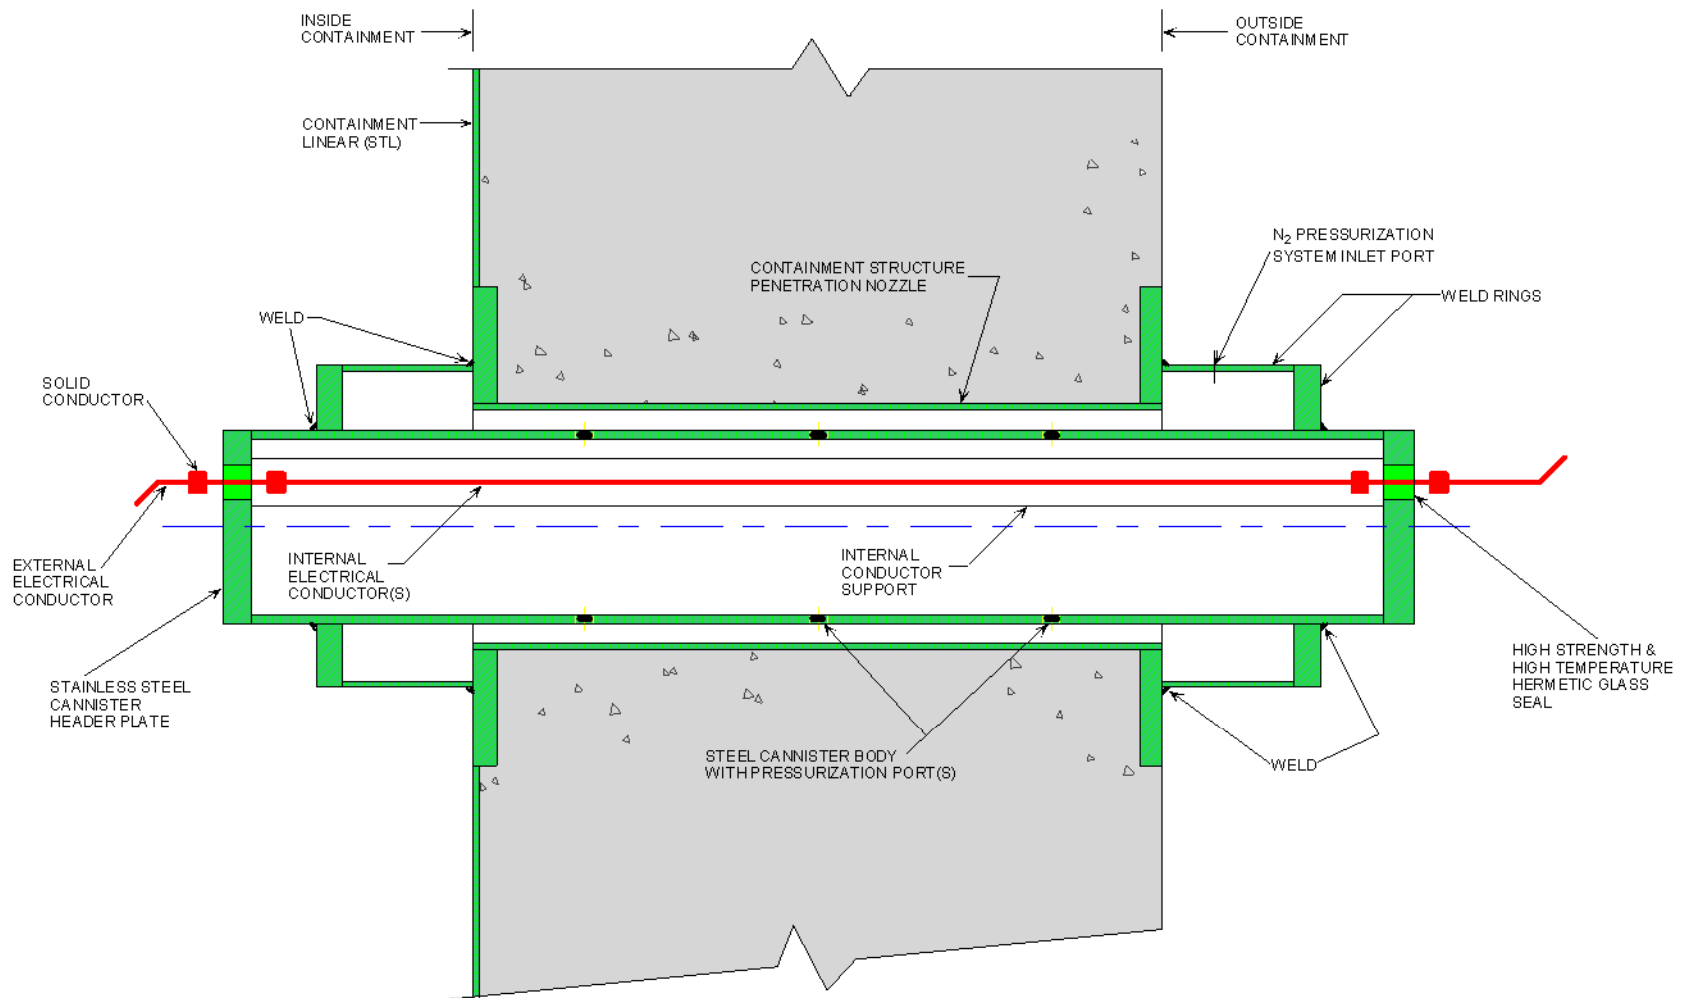 INSIDE
CONTAINMENT
OUTSIDE
CONTAINMENT
CONTAINMENT
LINEAR (STL)
N₂ PRESSURIZATION
SYSTEM INLET PORT
CONTAINMENT STRUCTURE
PENETRATION NOZZLE
WELD RINGS
WELD
SOLID
CONDUCTOR
EXTERNAL
ELECTRICAL
CONDUCTOR
INTERNAL
ELECTRICAL
CONDUCTOR(S)
INTERNAL
CONDUCTOR
SUPPORT
HIGH STRENGTH &
HIGH TEMPERATURE
HERMETIC GLASS
SEAL
STAINLESS STEEL
CANNISTER
HEADER PLATE
STEEL CANNISTER BODY
WITH PRESSURIZATION PORT(S)
WELD